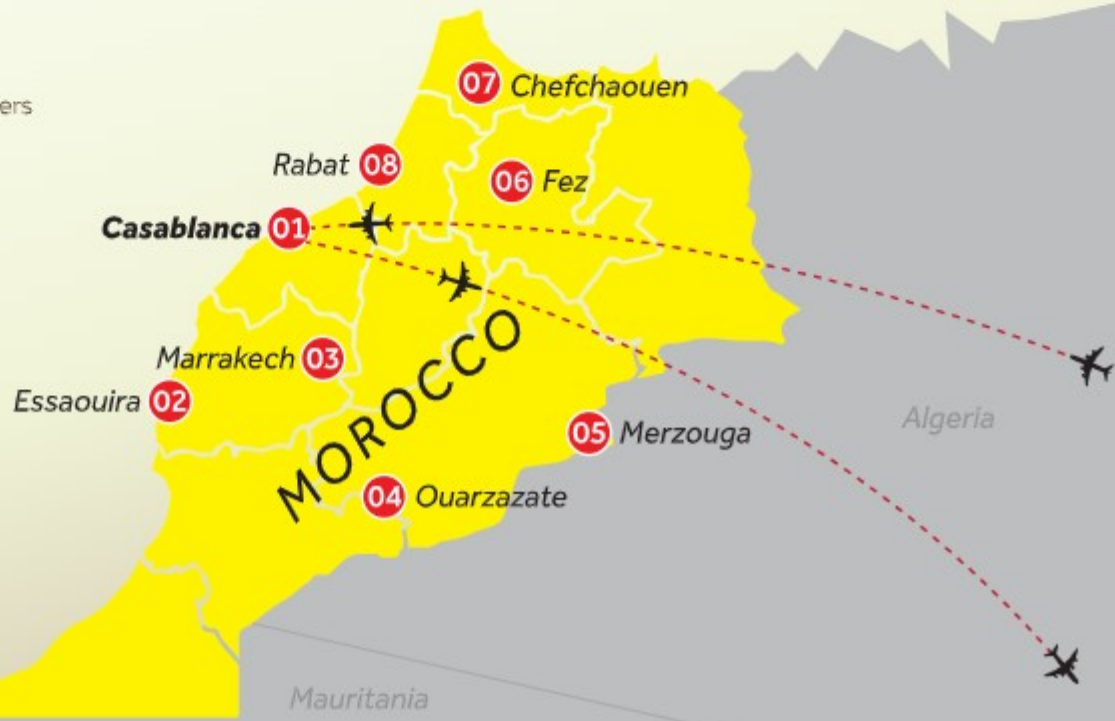 07 Chefchaouen
ers
Rabat 08
06 Fez
Casablanca 01
MOROCCO
Marrakech 03
Essaouira 02
Algeria
05 Merzouga
04 Ouarzazate
Mauritania